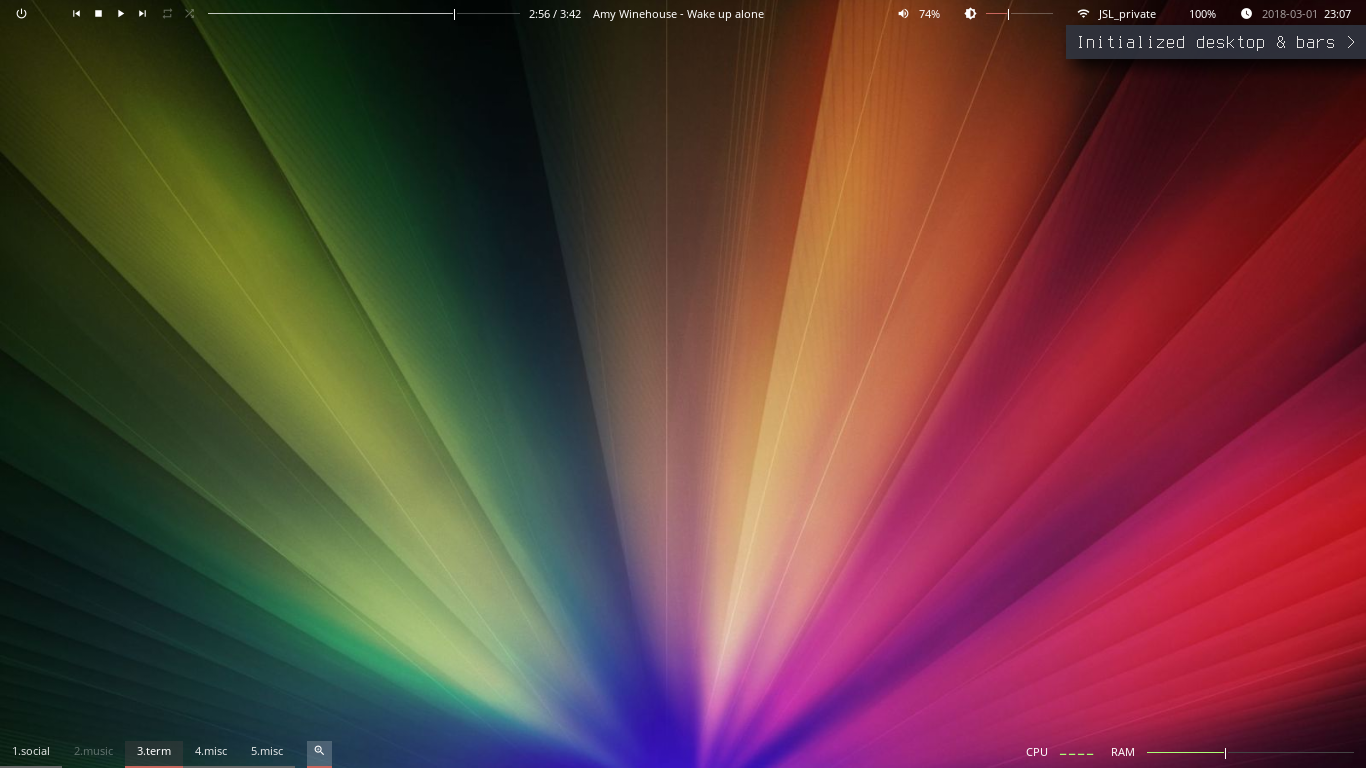 2:56 / 3:42 Amy Winehouse - Wake up alone 74% JSL_private 100% 2018-03-01 23:07
Initialized desktop & bars >
1.social 2.music 3.term 4.misc 5.misc CPU RAM